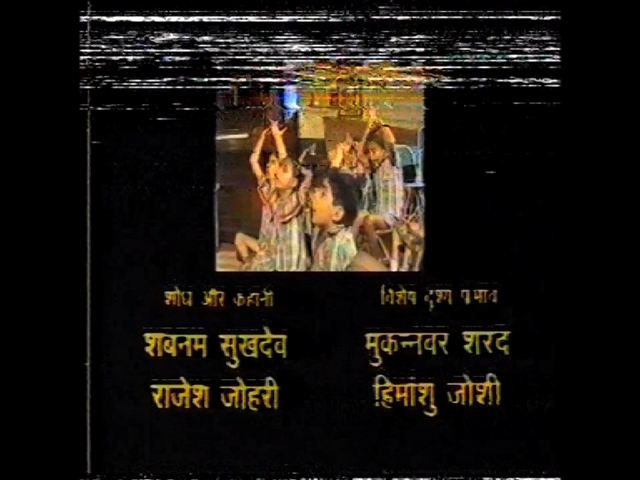 शोध और कहानी
शबनम सुखदेव
राजेश जोहरी
विशेष दृश्य प्रभाव
मुकन्नवर शरद
हिमांशु जोशी